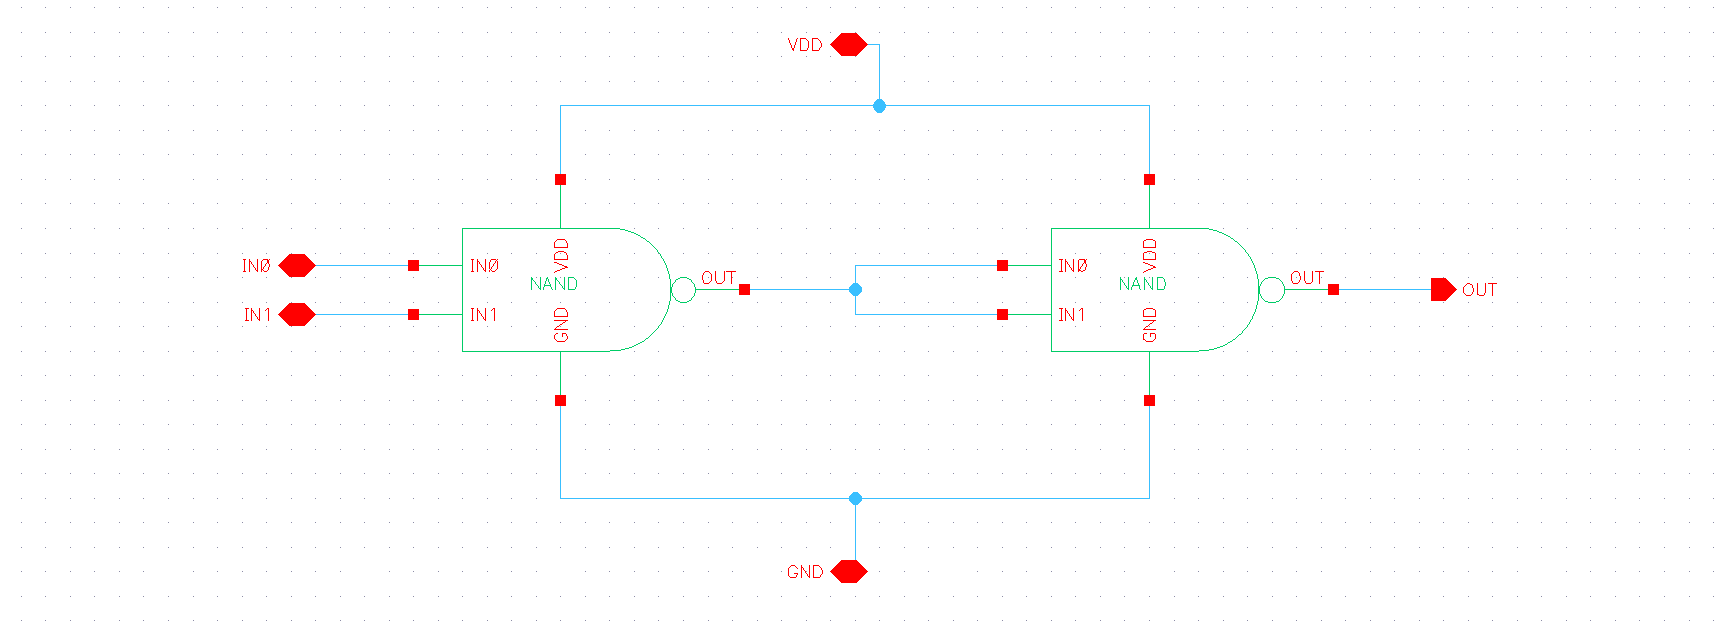 VDD
IN0 IN0 VDD NAND OUT IN0 VDD NAND OUT OUT
IN1 IN1 GND IN1 GND
GND